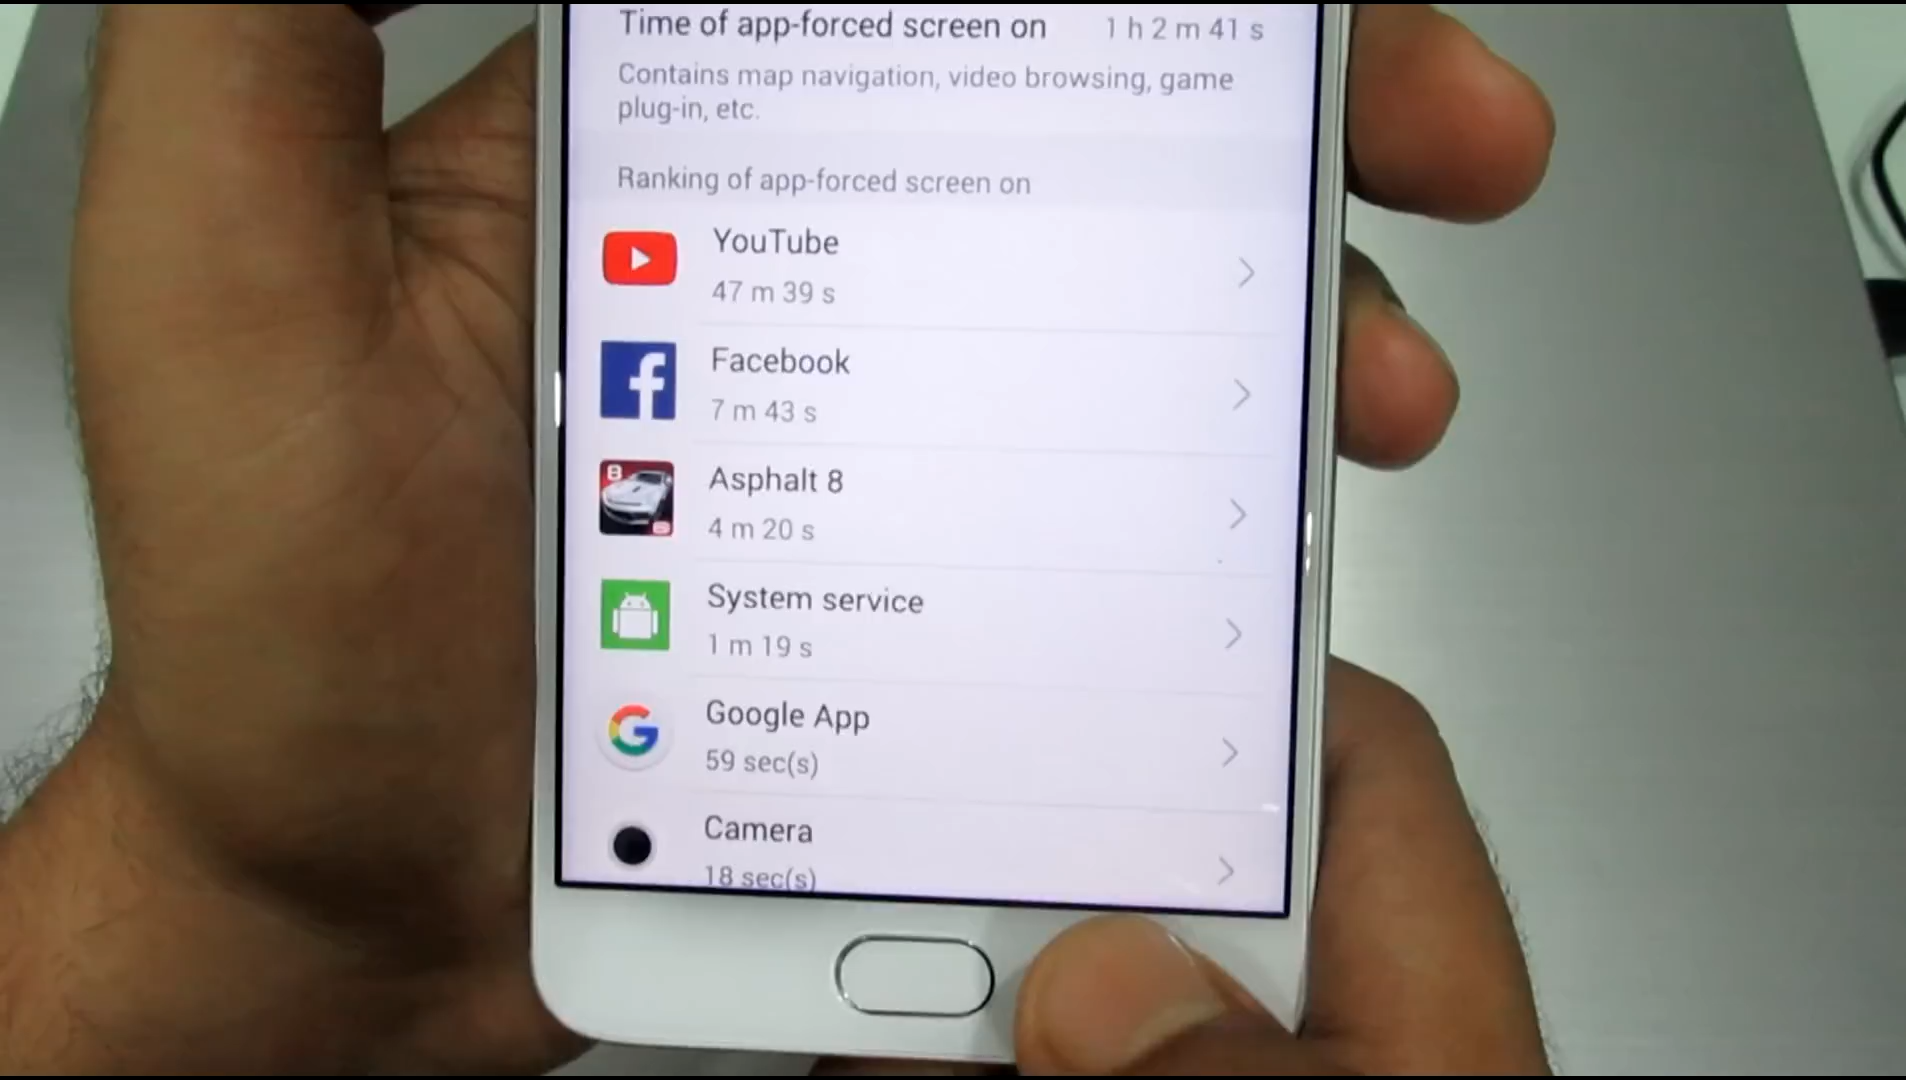 Time of app-forced screen on 1 h 2 m 41 s
Contains map navigation, video browsing, game
plug-in, etc.
Ranking of app-forced screen on
YouTube
47 m 39 s
Facebook
7 m 43 s
Asphalt 8
4 m 20 s
System service
1 m 19 s
Google App
59 sec(s)
Camera
18 sec(s)